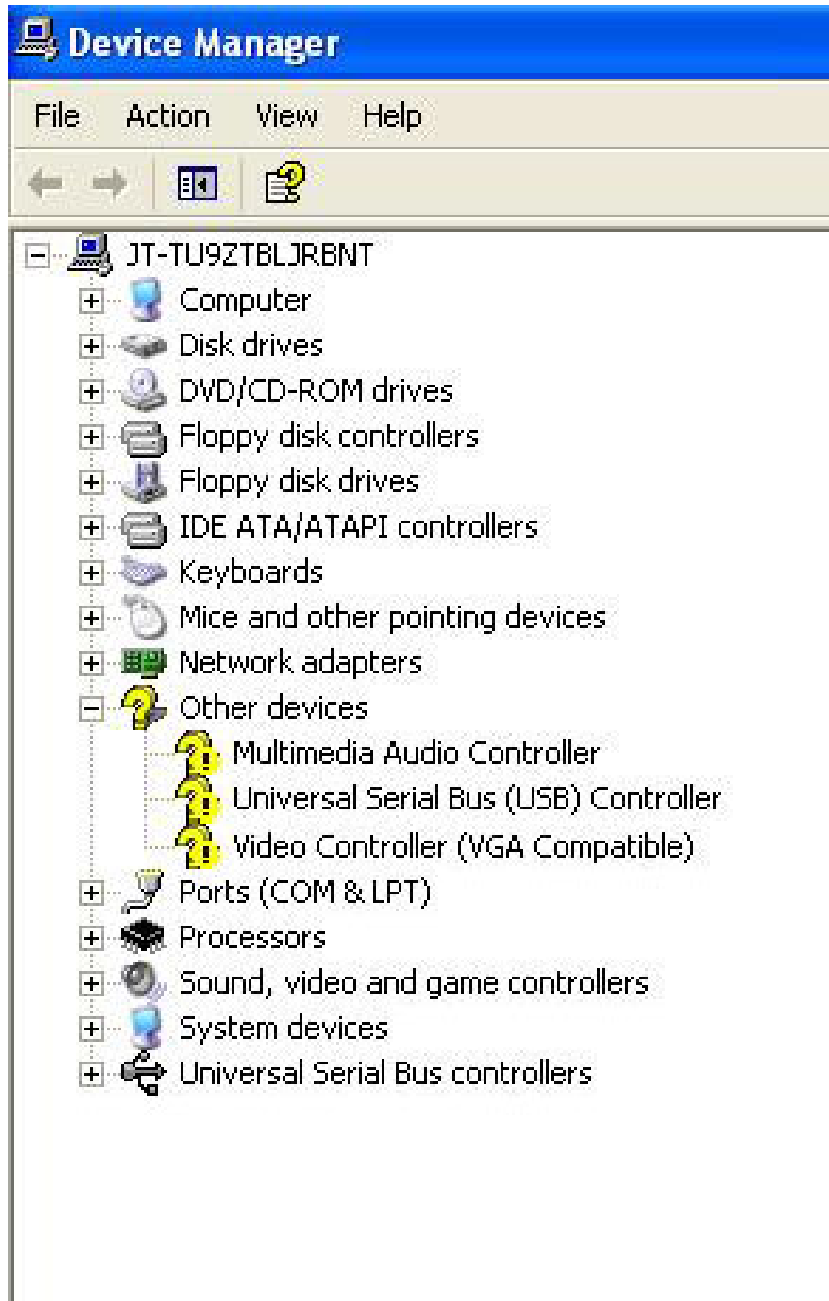 Device Manager
File Action View Help
JT-TU9ZTBLJRBNT
Computer
Disk drives
DVD/CD-ROM drives
Floppy disk controllers
Floppy disk drives
IDE ATA/ATAPI controllers
Keyboards
Mice and other pointing devices
Network adapters
Other devices
Multimedia Audio Controller
Universal Serial Bus (USB) Controller
Video Controller (VGA Compatible)
Ports (COM & LPT)
Processors
Sound, video and game controllers
System devices
Universal Serial Bus controllers